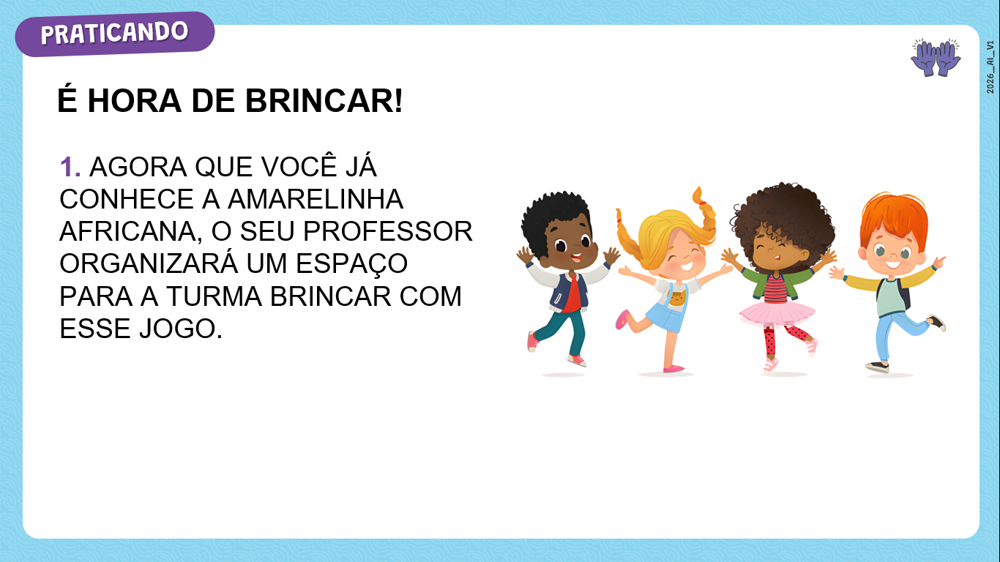 PRATICANDO
2026_AI_V1
É HORA DE BRINCAR!
1. AGORA QUE VOCÊ JÁ
CONHECE A AMARELINHA
AFRICANA, O SEU PROFESSOR
ORGANIZARÁ UM ESPAÇO
PARA A TURMA BRINCAR COM
ESSE JOGO.